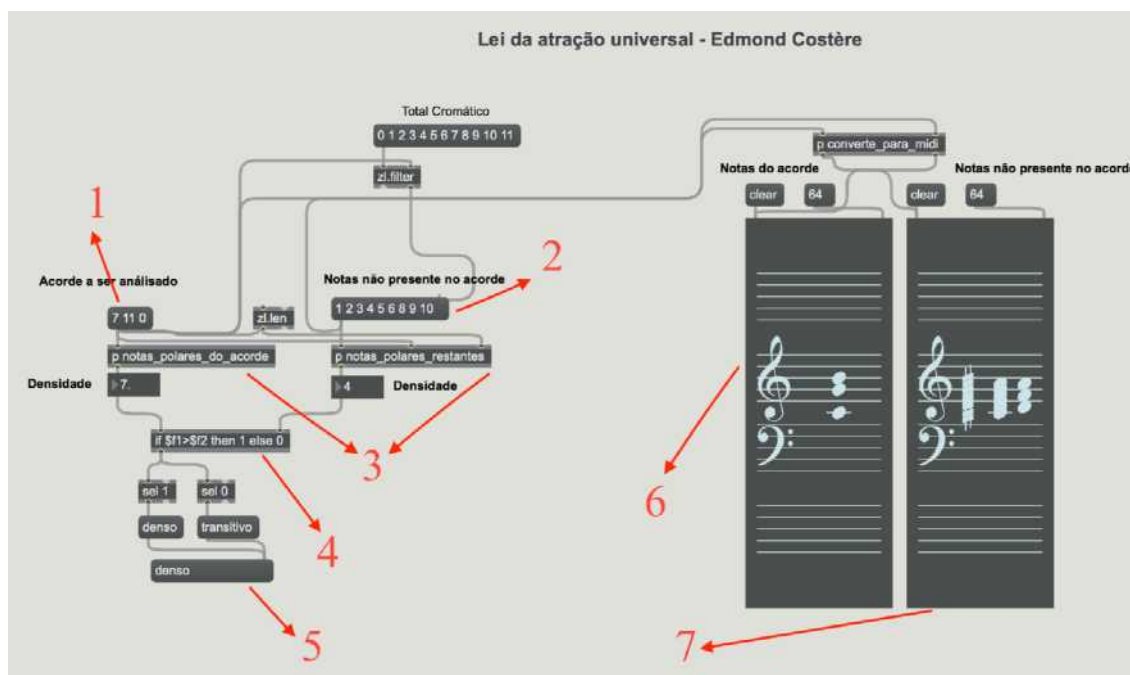 Lei da atração universal - Edmond Costère
Total Cromático
0 1 2 3 4 5 6 7 8 9 10 11
zl.filter
p converte_para_midi
Notas do acorde
Notas não presente no acorde
clear
64
clear
64
1
2
Acorde a ser análisado
Notas não presente no acorde
7 11 0
zl.len
1 2 3 4 5 6 8 9 10
p notas_polares_do_acorde
p notas_polares_restantes
Densidade
7.
4
Densidade
3
if $f1>$f2 then 1 else 0
sel 1
sel 0
denso
transitivo
denso
4
5
6
7